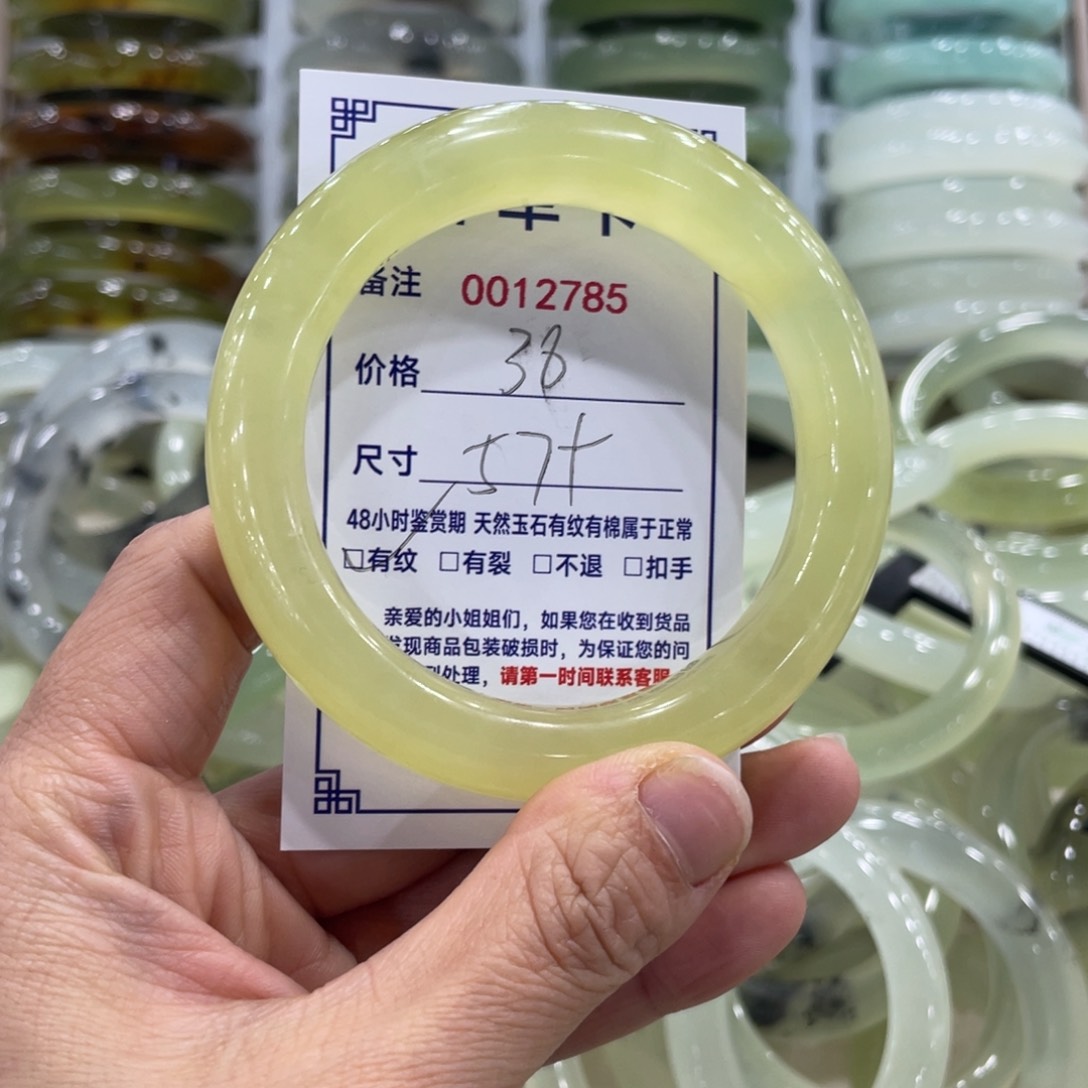 备注 0012785
价格 38
尺寸 57+
48小时鉴赏期 天然玉石有纹有棉属于正常
☑有纹 □有裂 □不退 □扣手
亲爱的小姐姐们，如果您在收到货品
发现商品包装破损时，为保证您的问
处理，请第一时间联系客服